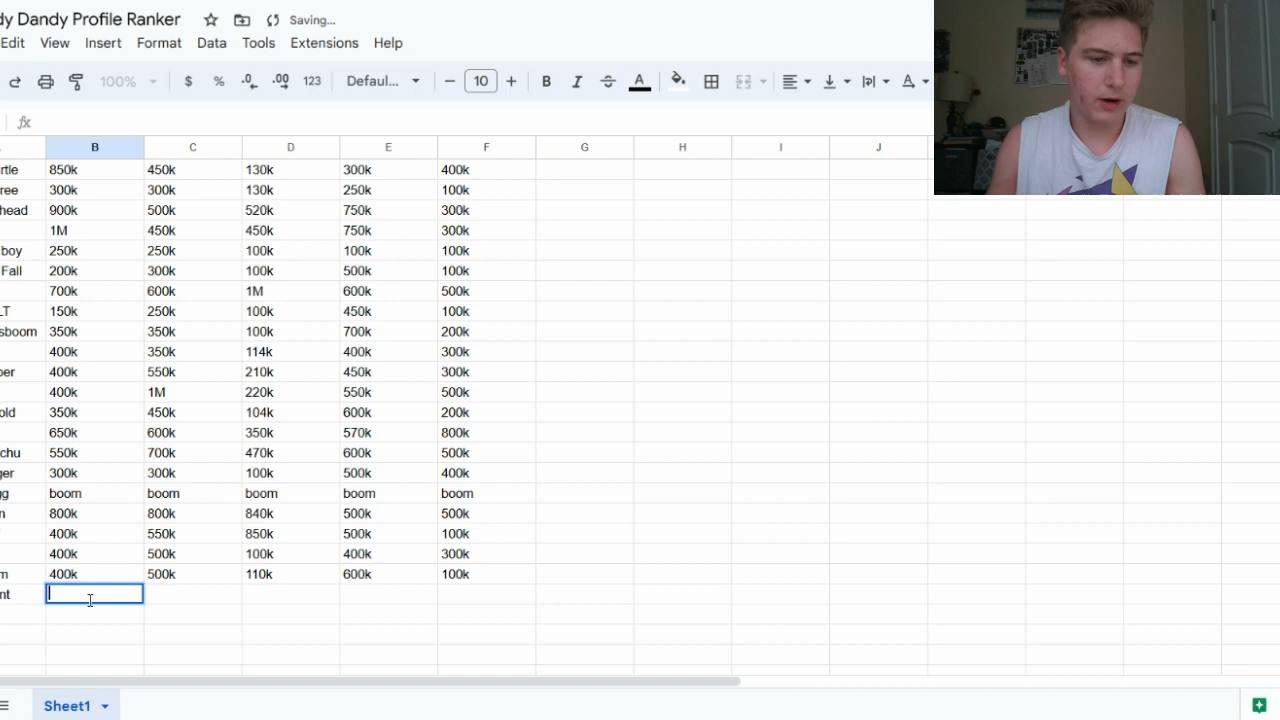 dy Dandy Profile Ranker Saving...
Edit View Insert Format Data Tools Extensions Help
100% $ % .0 .00 123 Defaul... − 10 + B I S A
fx
B C D E F G H I J
rtle 850k 450k 130k 300k 400k
ree 300k 300k 130k 250k 100k
head 900k 500k 520k 750k 300k
1M 450k 450k 750k 300k
boy 250k 250k 100k 100k 100k
Fall 200k 300k 100k 500k 100k
700k 600k 1M 600k 500k
LT 150k 250k 100k 450k 100k
sboom 350k 350k 100k 700k 200k
400k 350k 114k 400k 300k
per 400k 550k 210k 450k 300k
400k 1M 220k 550k 500k
old 350k 450k 104k 600k 200k
650k 600k 350k 570k 800k
chu 550k 700k 470k 600k 500k
ger 300k 300k 100k 500k 400k
gg boom boom boom boom boom
n 800k 800k 840k 500k 500k
400k 550k 850k 500k 100k
400k 500k 100k 400k 300k
m 400k 500k 110k 600k 100k
nt
Sheet1